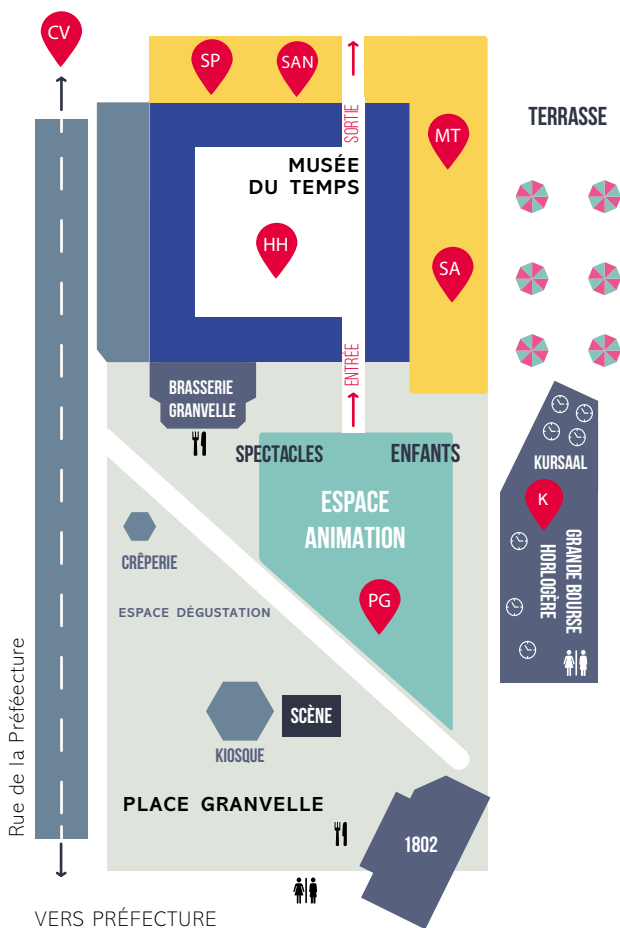 CV
SP
SAN
SORTIE
MT
TERRASSE
MUSÉE
DU TEMPS
HH
SA
ENTRÉE
BRASSERIE
GRANVELLE
SPECTACLES
ENFANTS
KURSAAL
K
ESPACE
ANIMATION
GRANDE BOURSE
HORLOGÈRE
CRÊPERIE
PG
ESPACE DÉGUSTATION
SCÈNE
KIOSQUE
Rue de la Préféecture
PLACE GRANVELLE
1802
VERS PRÉFECTURE